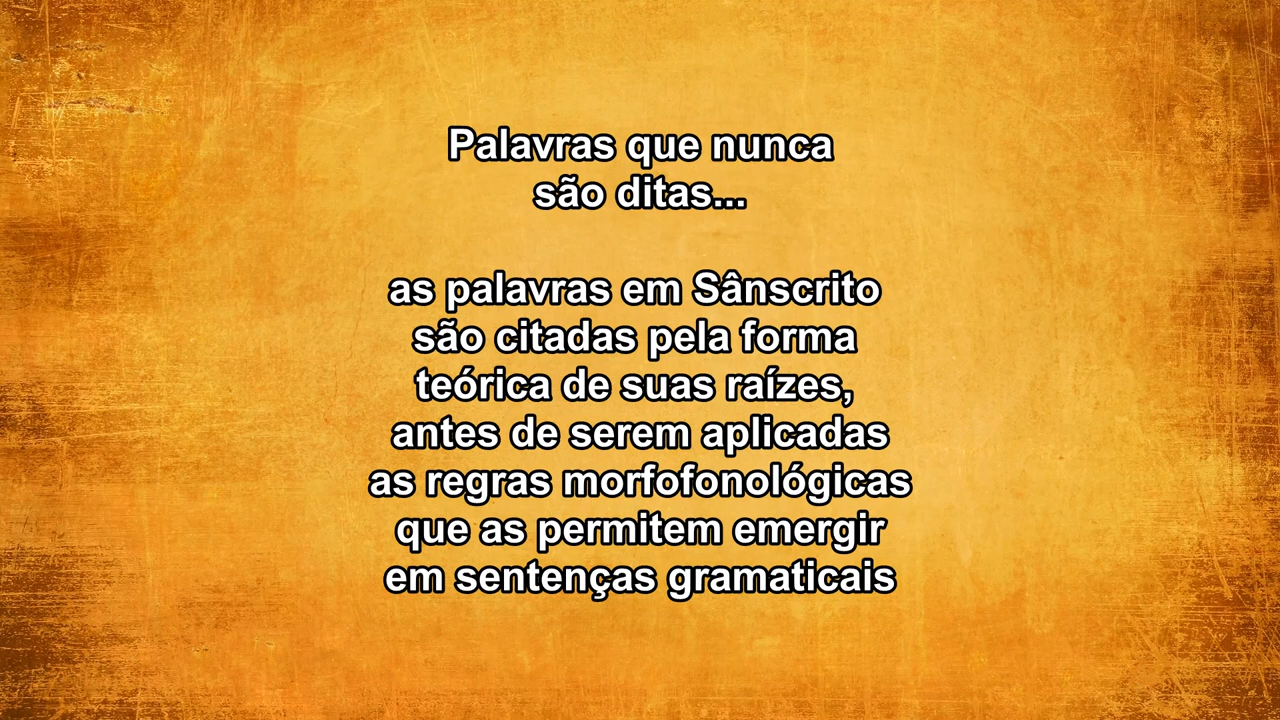 Palavras que nunca
são ditas...
as palavras em Sânscrito
são citadas pela forma
teórica de suas raízes,
antes de serem aplicadas
as regras morfofonológicas
que as permitem emergir
em sentenças gramaticais